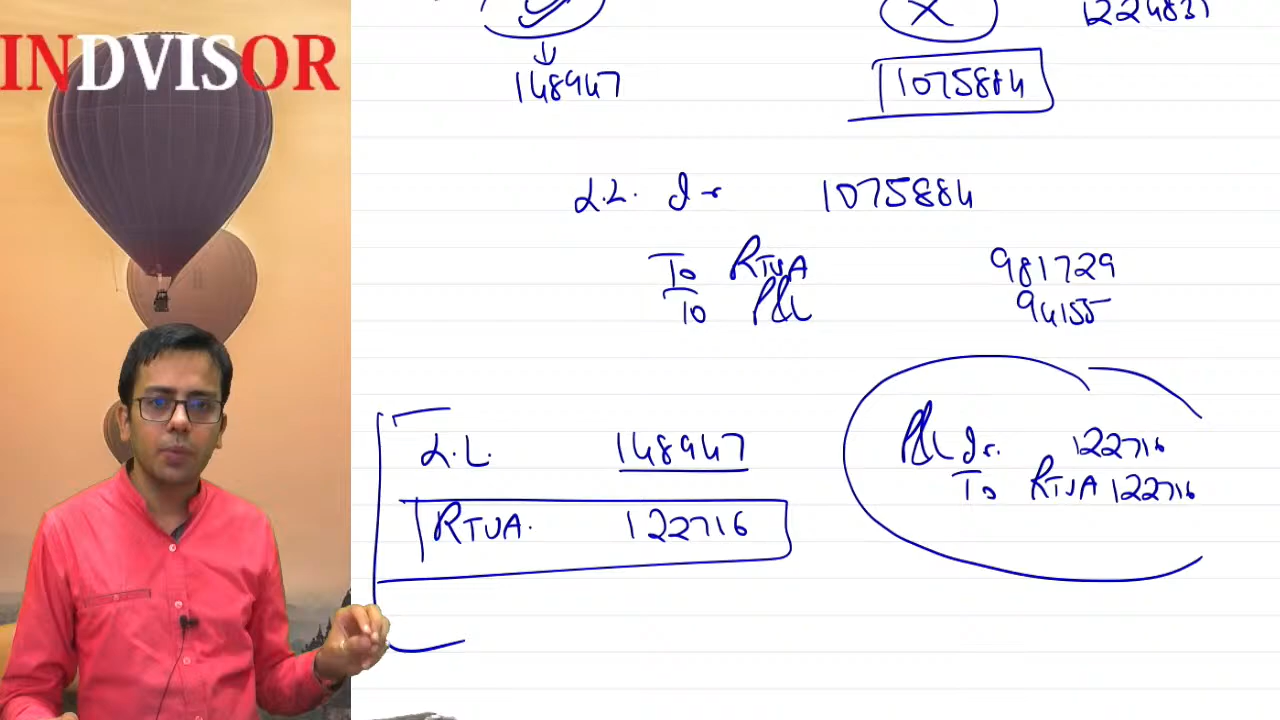 INDVISOR
148947
1224831
1075884
L.L. Dr 1075884
To RTUA 981729
To P&L 94155
L.L. 148947
RTUA. 122716
P&L Dr. 122716
To RTUA 122716